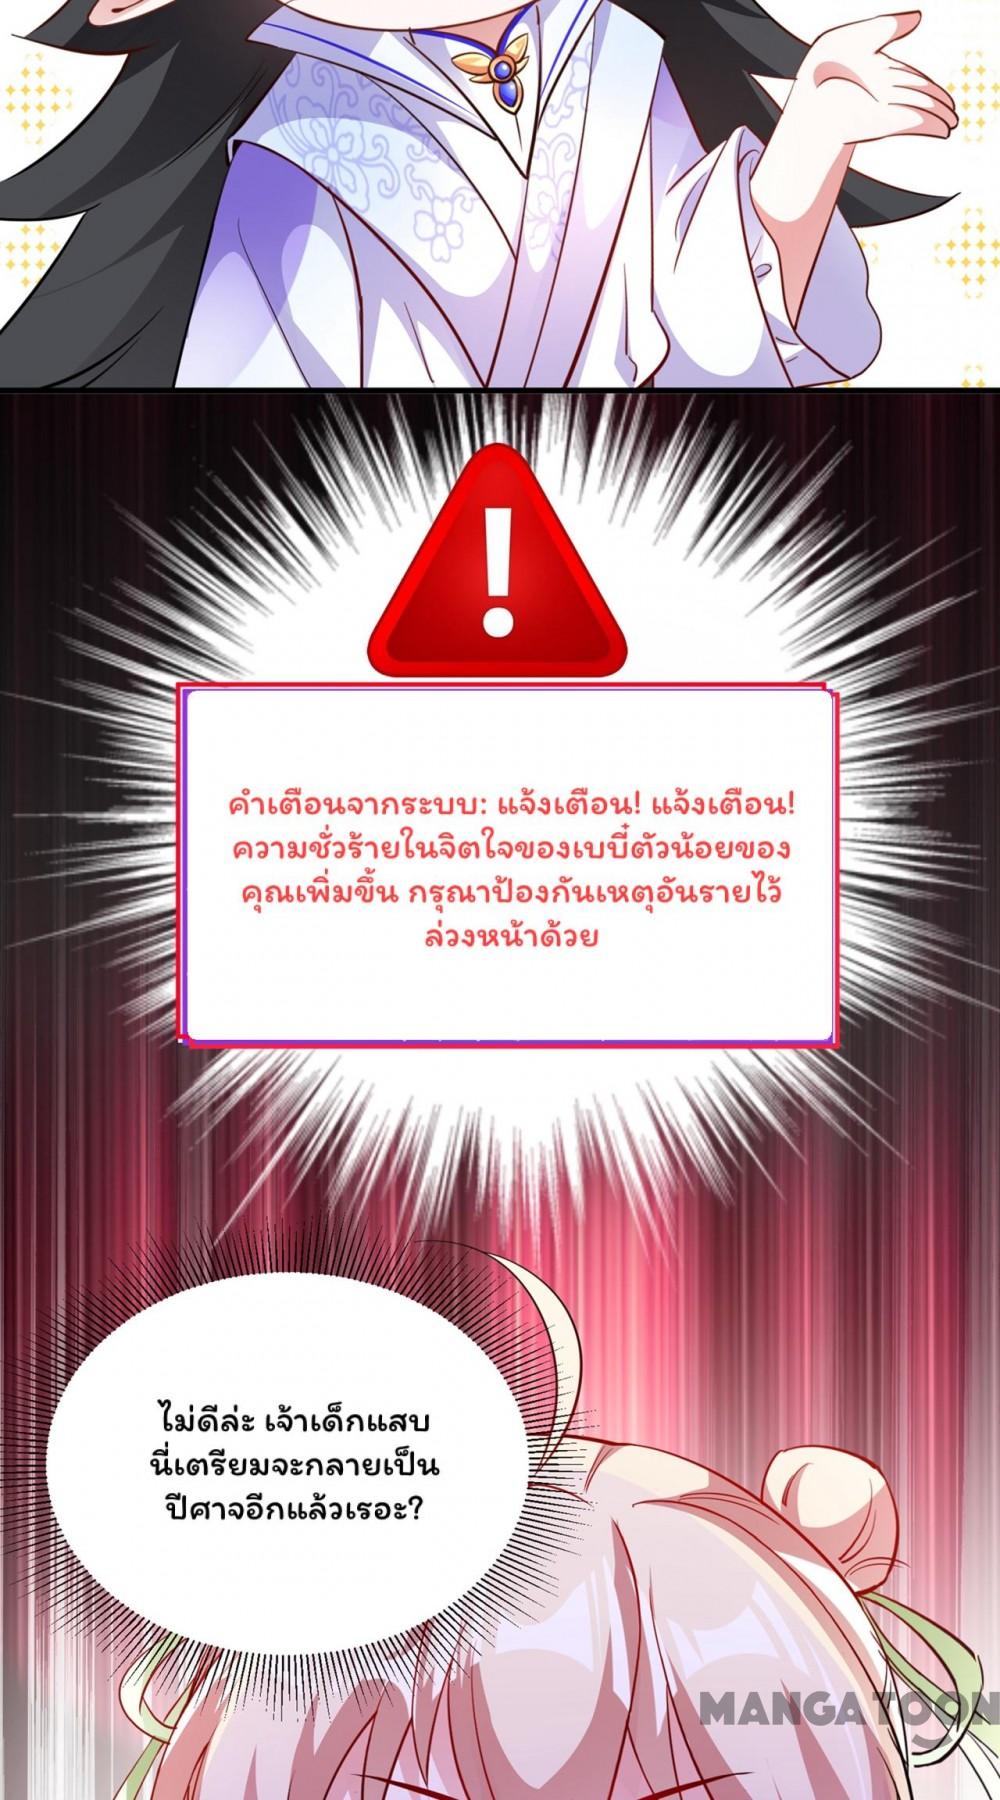 คำเตือนจากระบบ: แจ้งเตือน! แจ้งเตือน!
ความชั่วร้ายในจิตใจของเบบี๋ตัวน้อยของ
คุณเพิ่มขึ้น กรุณาป้องกันเหตุอันรายไว้
ล่วงหน้าด้วย
ไม่ดีล่ะ เจ้าเด็กแสบ
นี่เตรียมจะกลายเป็น
ปีศาจอีกแล้วเรอะ?
MANGATOON